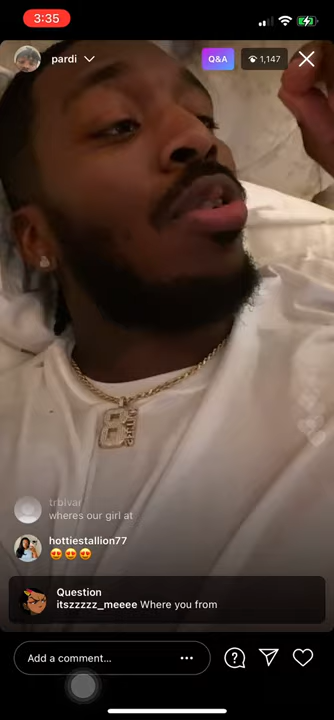 3:35
pardi
Q&A
1,147
trbivar
wheres our girl at
hottiestallion77
😍😍😍
Question
itszzzzz_meeee Where you from
Add a comment...